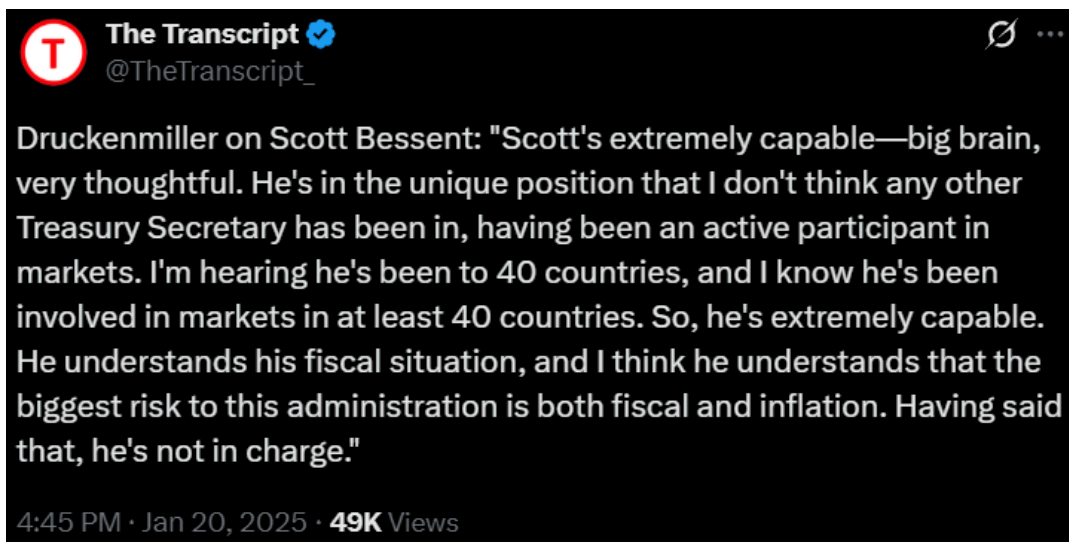 T
The Transcript
@TheTranscript_
Druckenmiller on Scott Bessent: "Scott's extremely capable—big brain,
very thoughtful. He's in the unique position that I don't think any other
Treasury Secretary has been in, having been an active participant in
markets. I'm hearing he's been to 40 countries, and I know he's been
involved in markets in at least 40 countries. So, he's extremely capable.
He understands his fiscal situation, and I think he understands that the
biggest risk to this administration is both fiscal and inflation. Having said
that, he's not in charge."
4:45 PM · Jan 20, 2025 · 49K Views